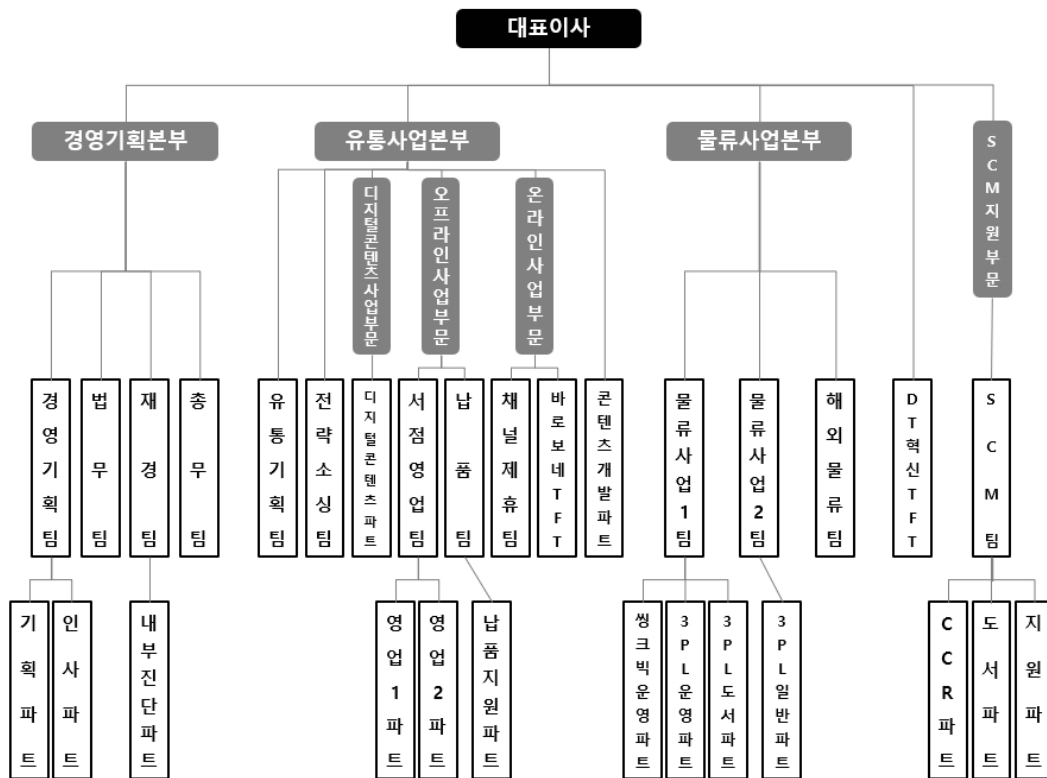 대표이사
경영기획본부
유통사업본부
물류사업본부
SCM지원부문
디지털콘텐츠사업부문
오프라인사업부문
온라인사업부문
경영기획팀
법무팀
재경팀
총무팀
유통기획팀
전략소싱팀
디지털콘텐츠파트
서점영업팀
납품팀
채널제휴팀
바로보네TFT
콘텐츠개발파트
물류사업1팀
물류사업2팀
해외물류팀
DT혁신TFT
SCM팀
기획파트
인사파트
내부진단파트
영업1파트
영업2파트
납품지원파트
씽크빅운영파트
3PL운영파트
3PL도서파트
3PL일반파트
CCR파트
도서파트
지원파트